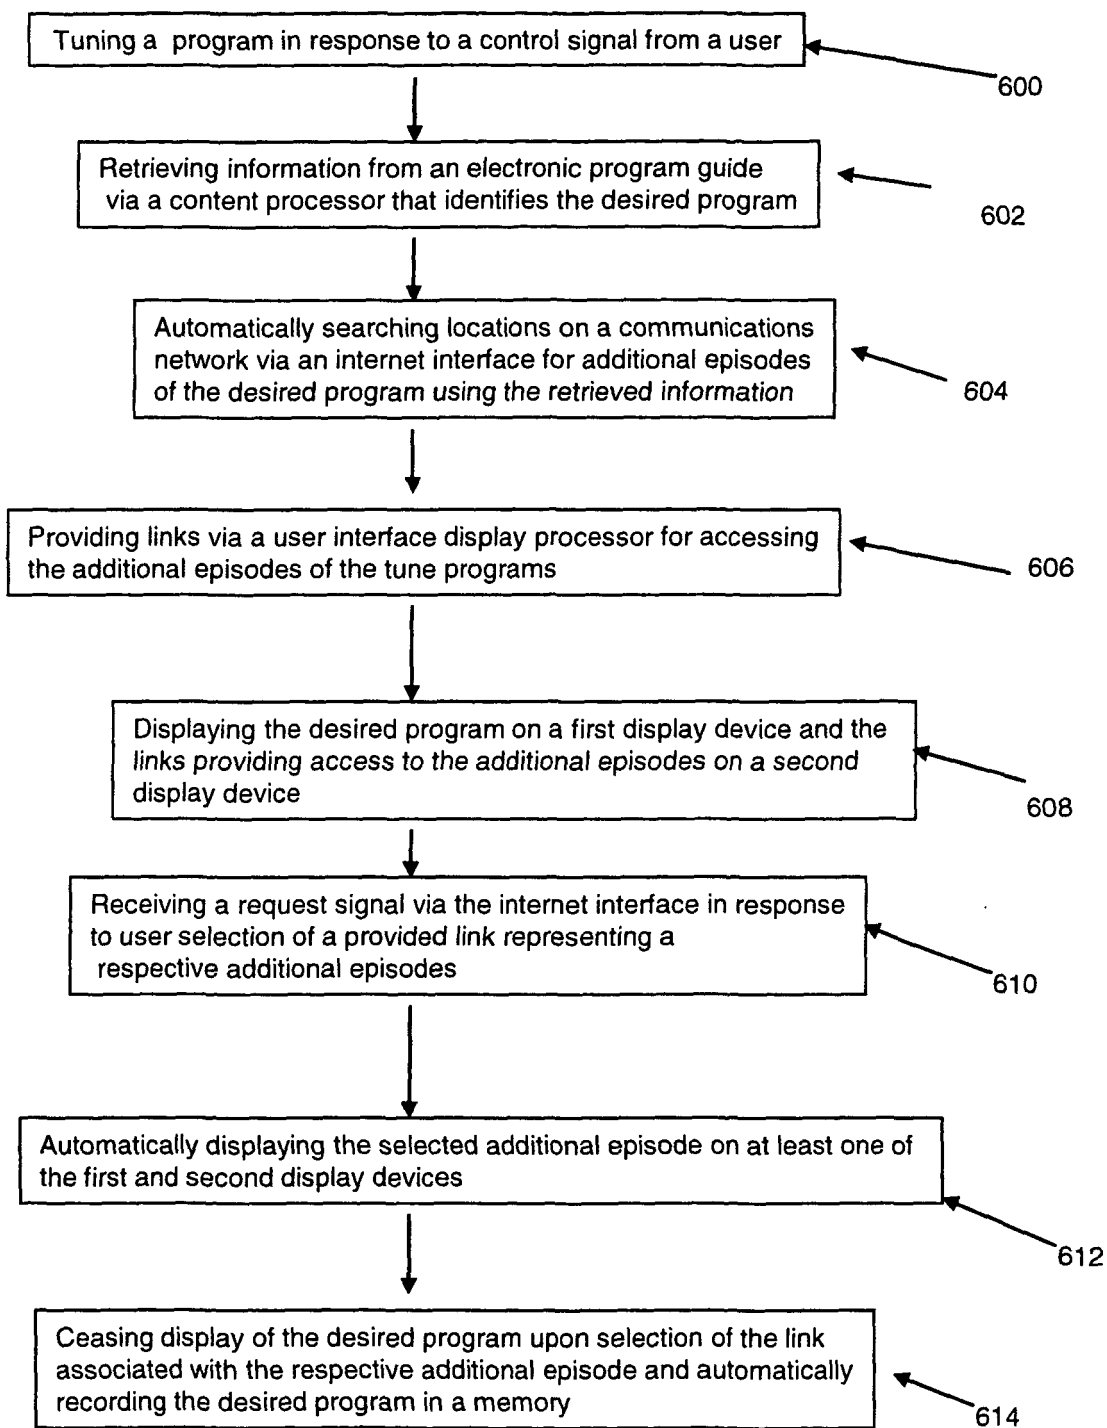 Tuning a program in response to a control signal from a user
600
Retrieving information from an electronic program guide
via a content processor that identifies the desired program
602
Automatically searching locations on a communications
network via an internet interface for additional episodes
of the desired program using the retrieved information
604
Providing links via a user interface display processor for accessing
the additional episodes of the tune programs
606
Displaying the desired program on a first display device and the
links providing access to the additional episodes on a second
display device
608
Receiving a request signal via the internet interface in response
to user selection of a provided link representing a
respective additional episodes
610
Automatically displaying the selected additional episode on at least one of
the first and second display devices
612
Ceasing display of the desired program upon selection of the link
associated with the respective additional episode and automatically
recording the desired program in a memory
614